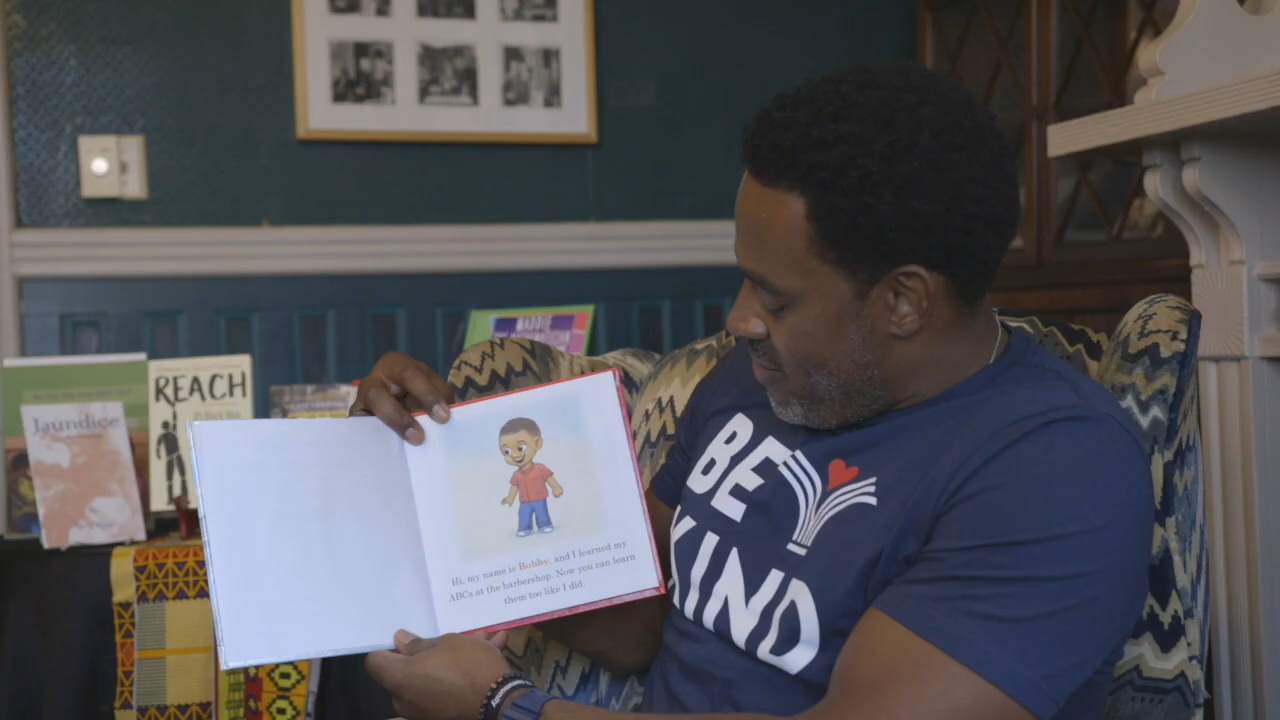 Jaundice
REACH
BE
KIND
Hi, my name is Bobby, and I learned my
ABCs at the barbershop. Now you can learn
them too like I did.